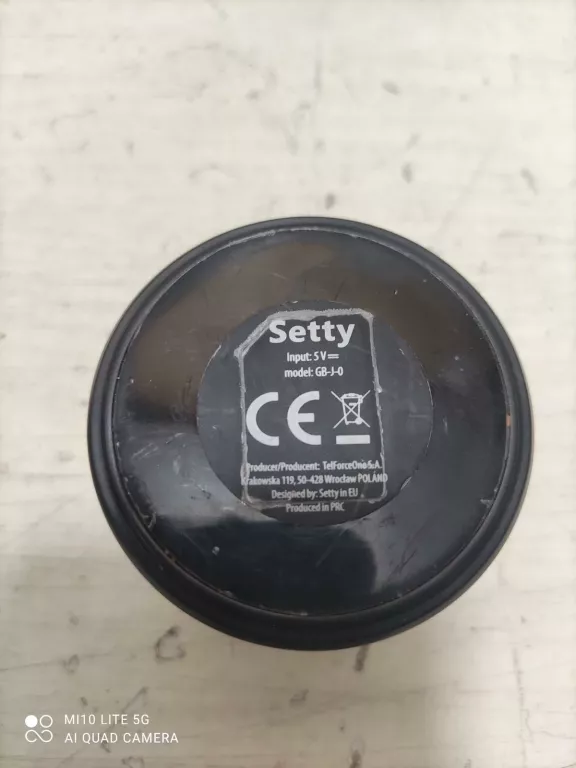 Setty
Input: 5 V
model: GB-J-0
CE
Producer/Producent: TelForceOne S.A.
Krakowska 119, 50-428 Wrocław POLAND
Designed by: Setty in EU
Produced in PRC
MI10 LITE 5G
AI QUAD CAMERA